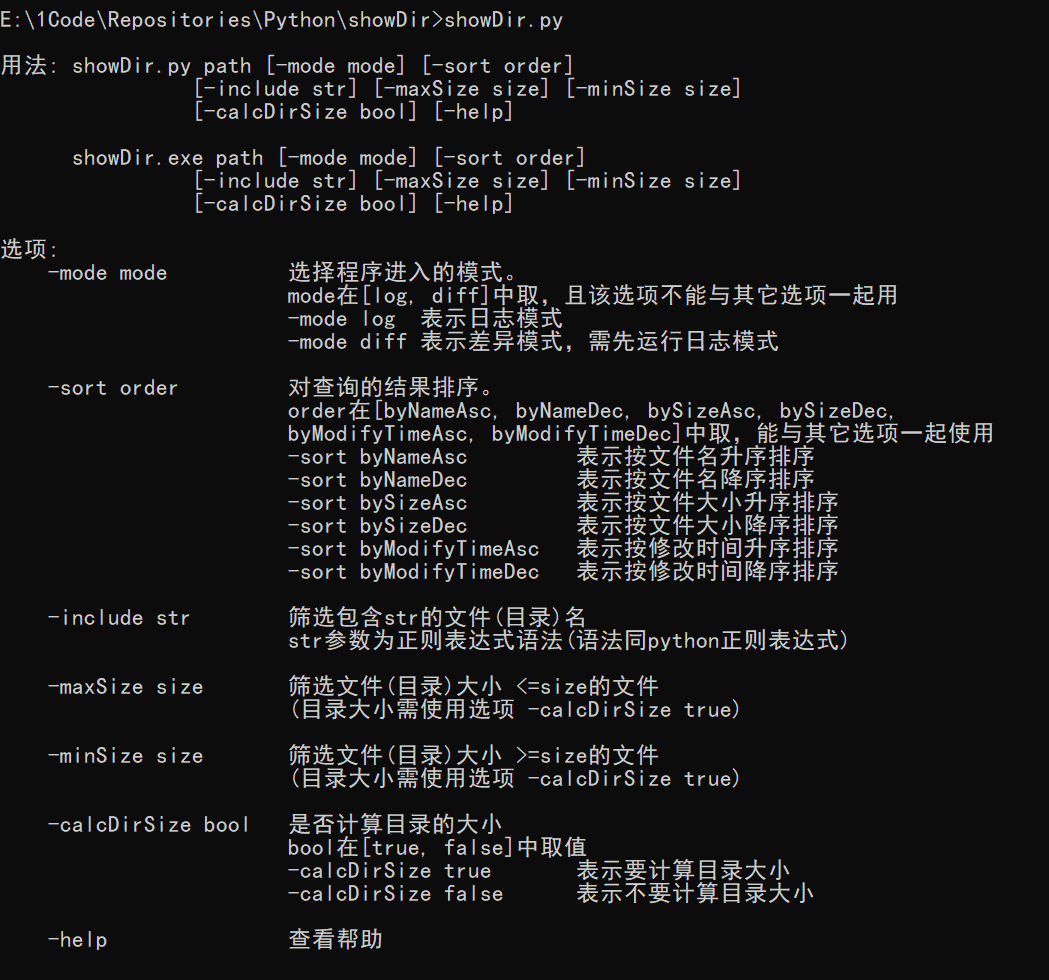 E:\1Code\Repositories\Python\showDir>showDir.py
用法: showDir.py path [-mode mode] [-sort order]
[-include str] [-maxSize size] [-minSize size]
[-calcDirSize bool] [-help]
showDir.exe path [-mode mode] [-sort order]
[-include str] [-maxSize size] [-minSize size]
[-calcDirSize bool] [-help]
选项:
-mode mode 选择程序进入的模式。
mode在[log, diff]中取，且该选项不能与其它选项一起用
-mode log 表示日志模式
-mode diff 表示差异模式，需先运行日志模式
-sort order 对查询的结果排序。
order在[byNameAsc, byNameDec, bySizeAsc, bySizeDec,
byModifyTimeAsc, byModifyTimeDec]中取，能与其它选项一起使用
-sort byNameAsc 表示按文件名升序排序
-sort byNameDec 表示按文件名降序排序
-sort bySizeAsc 表示按文件大小升序排序
-sort bySizeDec 表示按文件大小降序排序
-sort byModifyTimeAsc 表示按修改时间升序排序
-sort byModifyTimeDec 表示按修改时间降序排序
-include str 筛选包含str的文件(目录)名
str参数为正则表达式语法(语法同python正则表达式)
-maxSize size 筛选文件(目录)大小 <=size的文件
(目录大小需使用选项 -calcDirSize true)
-minSize size 筛选文件(目录)大小 >=size的文件
(目录大小需使用选项 -calcDirSize true)
-calcDirSize bool 是否计算目录的大小
bool在[true, false]中取值
-calcDirSize true 表示要计算目录大小
-calcDirSize false 表示不要计算目录大小
-help 查看帮助